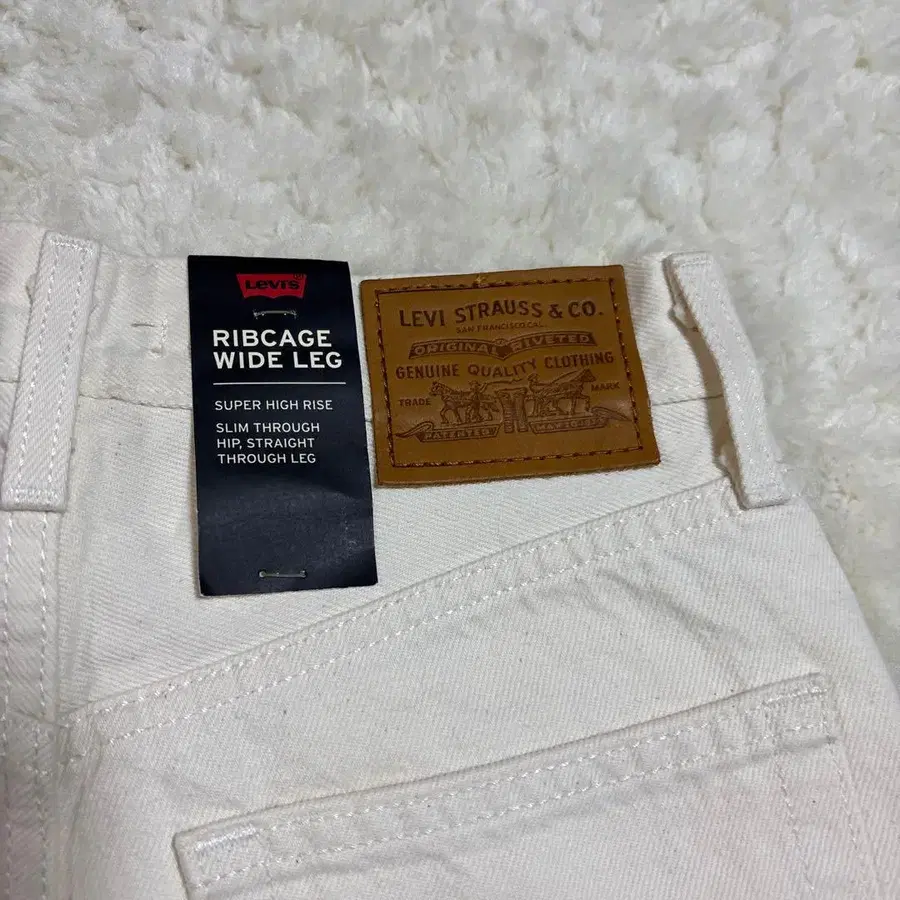 LEVI'S
RIBCAGE
WIDE LEG
SUPER HIGH RISE
SLIM THROUGH
HIP, STRAIGHT
THROUGH LEG
LEVI STRAUSS & CO.
SAN FRANCISCO CAL.
ORIGINAL RIVETED
GENUINE QUALITY CLOTHING
TRADE MARK
PATENTED